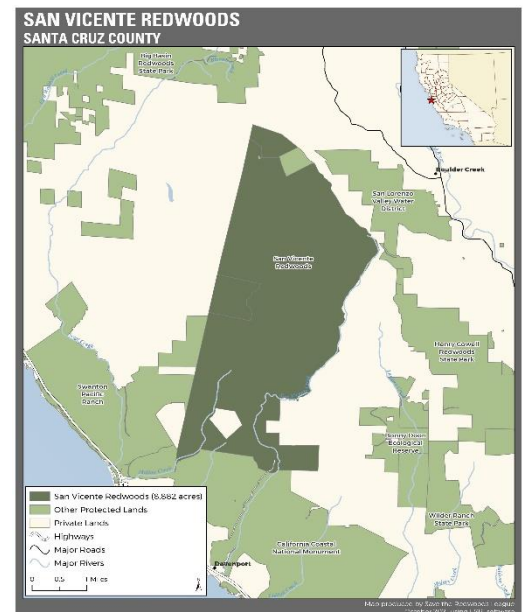 SAN VICENTE REDWOODS
SANTA CRUZ COUNTY
Big Basin
Redwoods
State Park
Boulder Creek
San Lorenzo
Valley Water
District
San Vicente
Redwoods
Henry Cowell
Redwoods
State Park
Swanton
Pacific
Ranch
Ecological
Reserve
Wilder Ranch
State Park
California Coastal
National Monument
Davenport
San Vicente Redwoods (8,882 acres)
Other Protected Lands
Private Lands
Highways
Major Roads
Major Rivers
0 0.5 1 Miles
Map produced by Save the Redwoods League